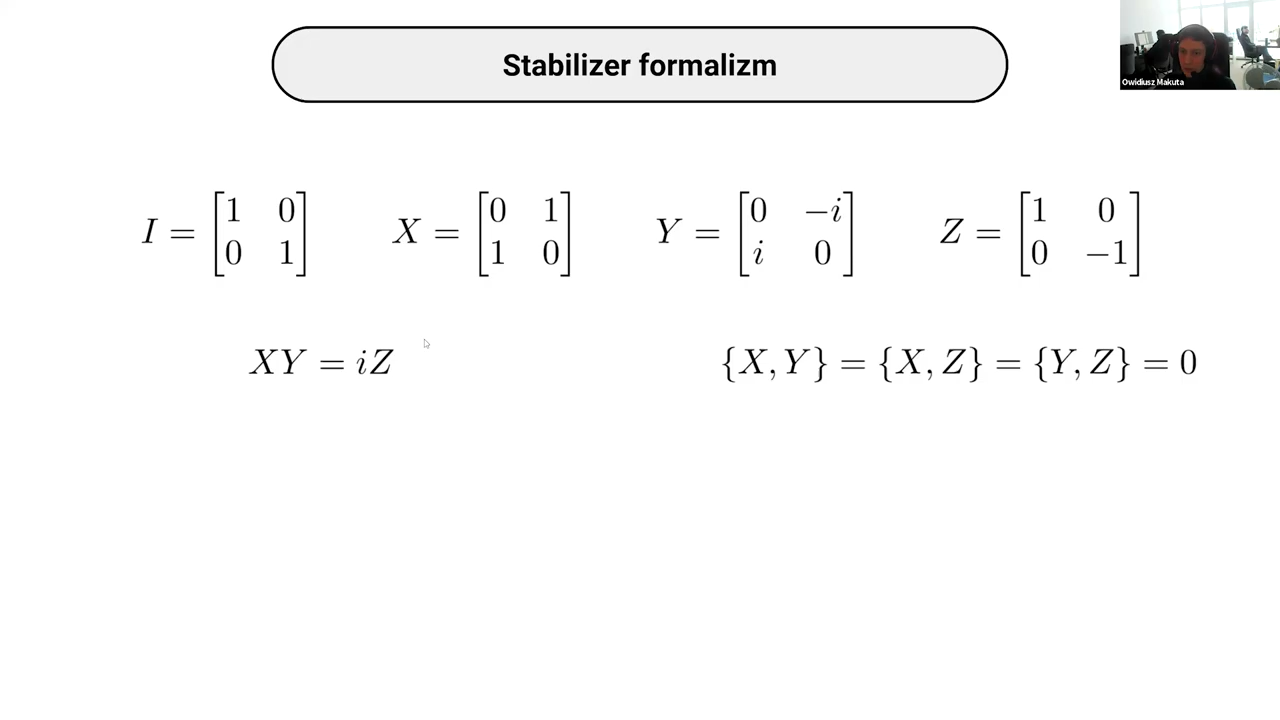 Stabilizer formalizm
Owidiusz Makuta
I = [1 0 0 1] X = [0 1 1 0] Y = [0 −i i 0] Z = [1 0 0 −1]
XY = iZ {X, Y} = {X, Z} = {Y, Z} = 0